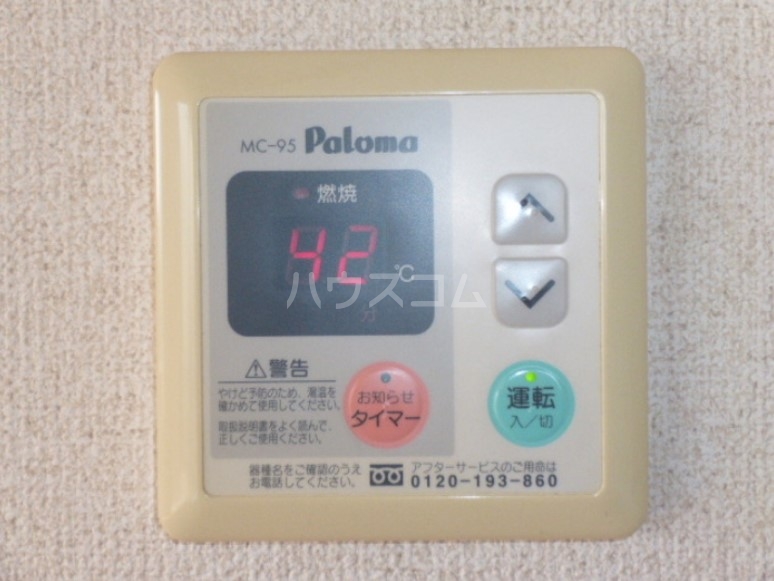 MC-95 Paloma
燃焼
42
℃
ハウスコム
分
⚠警告
やけど予防のため、湯温を
確かめて使用してください。
取扱説明書をよく読んで、
正しくご使用ください。
お知らせ
タイマー
運転
入/切
器種名をご確認のうえ
お電話してください。
アフターサービスのご用命は
0120-193-860